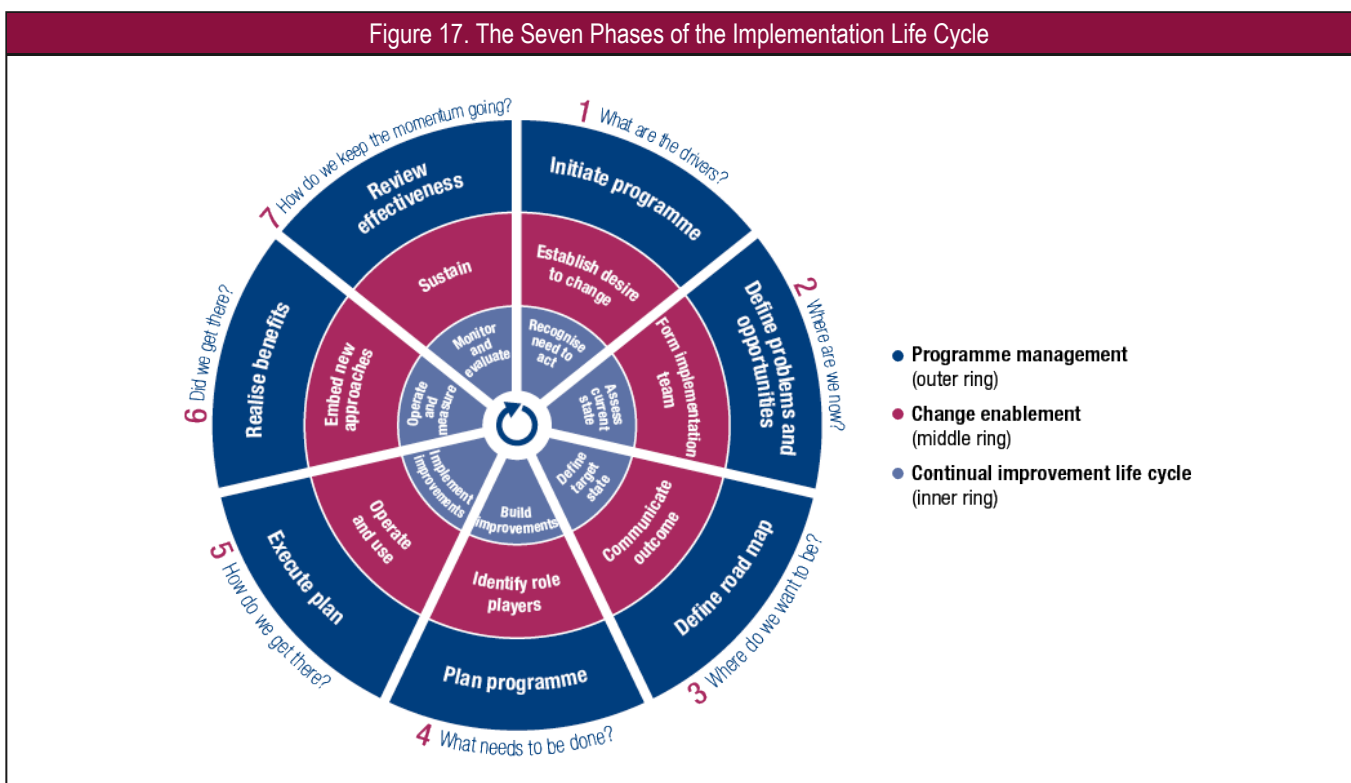 Figure 17. The Seven Phases of the Implementation Life Cycle
1 What are the drivers?
Initiate programme
Establish desire
to change
Recognise
need to
act
2 Where are we now?
Define problems and
opportunities
Form implementation
team
Assess
current
state
3 Where do we want to be?
Define road map
Communicate
outcome
Define
target
state
4 What needs to be done?
Plan programme
Identify role
players
Build
improvements
5 How do we get there?
Execute plan
Operate
and use
Implement
improvements
6 Did we get there?
Realise benefits
Embed new
approaches
Operate
and
measure
7 How do we keep the momentum going?
Review
effectiveness
Sustain
Monitor
and
evaluate
Programme management
(outer ring)
Change enablement
(middle ring)
Continual improvement life cycle
(inner ring)